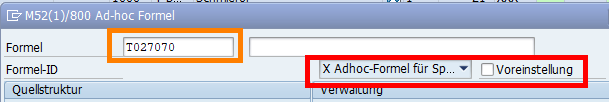 M52(1)/800 Ad-hoc Formel
Formel T027070
Formel-ID X Adhoc-Formel für Sp... Voreinstellung
Quellstruktur Verwaltung